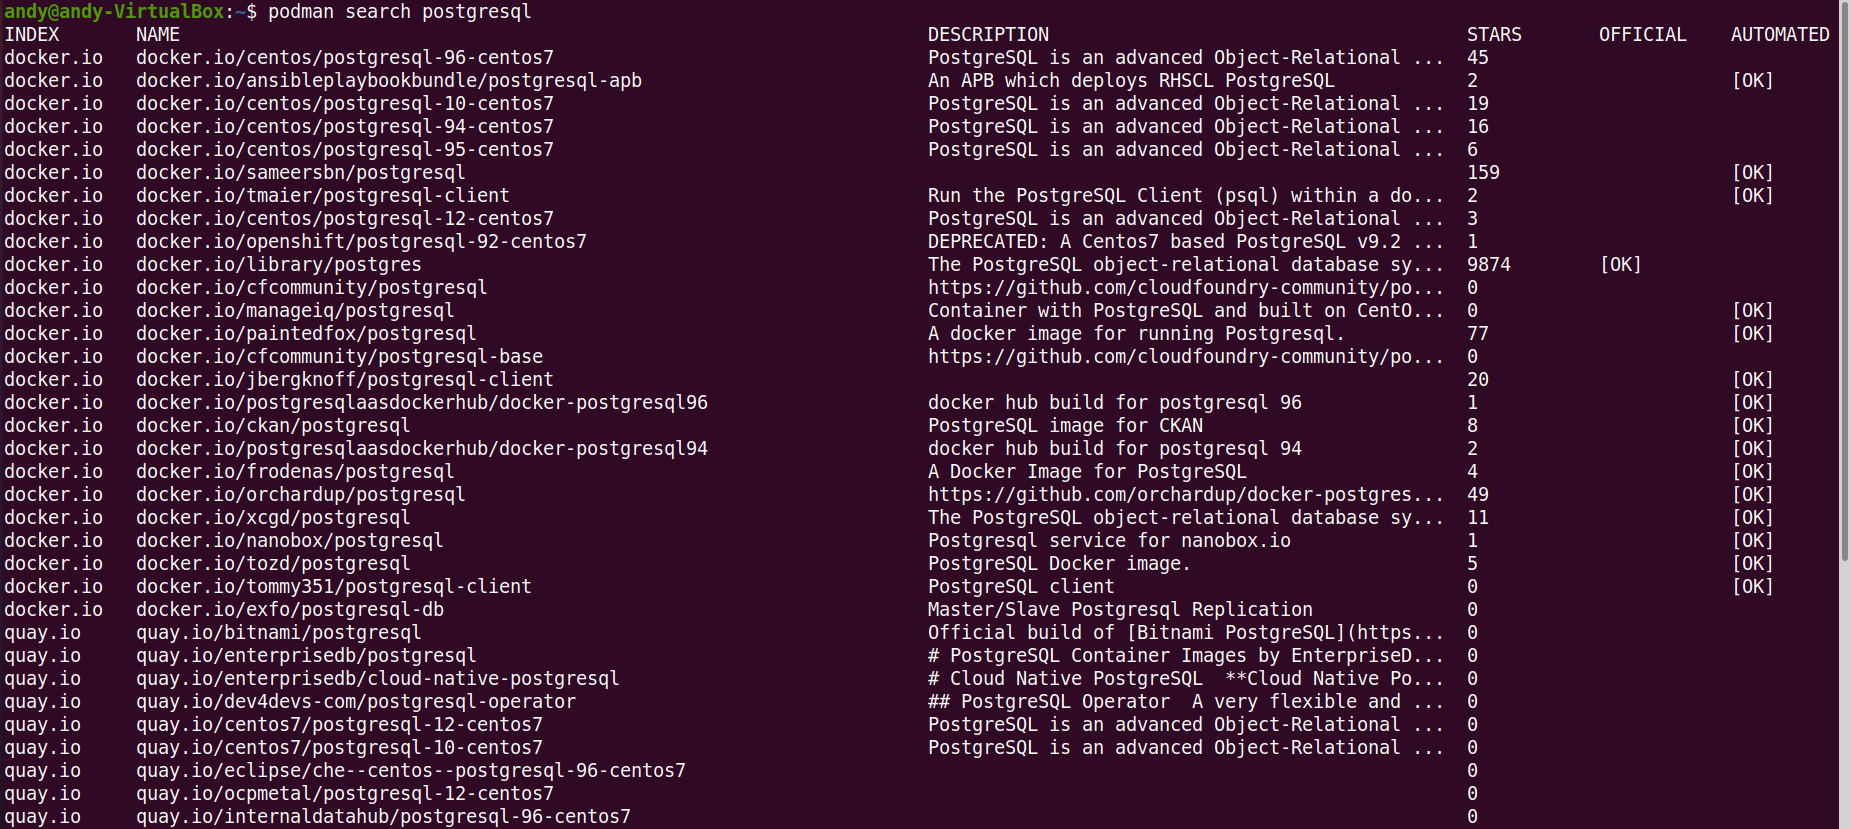 andy@andy-VirtualBox:~$ podman search postgresql
INDEX NAME DESCRIPTION STARS OFFICIAL AUTOMATED
docker.io docker.io/centos/postgresql-96-centos7 PostgreSQL is an advanced Object-Relational ... 45
docker.io docker.io/ansibleplaybookbundle/postgresql-apb An APB which deploys RHSCL PostgreSQL 2 [OK]
docker.io docker.io/centos/postgresql-10-centos7 PostgreSQL is an advanced Object-Relational ... 19
docker.io docker.io/centos/postgresql-94-centos7 PostgreSQL is an advanced Object-Relational ... 16
docker.io docker.io/centos/postgresql-95-centos7 PostgreSQL is an advanced Object-Relational ... 6
docker.io docker.io/sameersbn/postgresql 159 [OK]
docker.io docker.io/tmaier/postgresql-client Run the PostgreSQL Client (psql) within a do... 2 [OK]
docker.io docker.io/centos/postgresql-12-centos7 PostgreSQL is an advanced Object-Relational ... 3
docker.io docker.io/openshift/postgresql-92-centos7 DEPRECATED: A Centos7 based PostgreSQL v9.2 ... 1
docker.io docker.io/library/postgres The PostgreSQL object-relational database sy... 9874 [OK]
docker.io docker.io/cfcommunity/postgresql https://github.com/cloudfoundry-community/po... 0
docker.io docker.io/manageiq/postgresql Container with PostgreSQL and built on CentO... 0 [OK]
docker.io docker.io/paintedfox/postgresql A docker image for running Postgresql. 77 [OK]
docker.io docker.io/cfcommunity/postgresql-base https://github.com/cloudfoundry-community/po... 0
docker.io docker.io/jbergknoff/postgresql-client 20 [OK]
docker.io docker.io/postgresqlaasdockerhub/docker-postgresql96 docker hub build for postgresql 96 1 [OK]
docker.io docker.io/ckan/postgresql PostgreSQL image for CKAN 8 [OK]
docker.io docker.io/postgresqlaasdockerhub/docker-postgresql94 docker hub build for postgresql 94 2 [OK]
docker.io docker.io/frodenas/postgresql A Docker Image for PostgreSQL 4 [OK]
docker.io docker.io/orchardup/postgresql https://github.com/orchardup/docker-postgres... 49 [OK]
docker.io docker.io/xcgd/postgresql The PostgreSQL object-relational database sy... 11 [OK]
docker.io docker.io/nanobox/postgresql Postgresql service for nanobox.io 1 [OK]
docker.io docker.io/tozd/postgresql PostgreSQL Docker image. 5 [OK]
docker.io docker.io/tommy351/postgresql-client PostgreSQL client 0 [OK]
docker.io docker.io/exfo/postgresql-db Master/Slave Postgresql Replication 0
quay.io quay.io/bitnami/postgresql Official build of [Bitnami PostgreSQL](https... 0
quay.io quay.io/enterprisedb/postgresql # PostgreSQL Container Images by EnterpriseD... 0
quay.io quay.io/enterprisedb/cloud-native-postgresql # Cloud Native PostgreSQL  **Cloud Native Po... 0
quay.io quay.io/dev4devs-com/postgresql-operator ## PostgreSQL Operator  A very flexible and ... 0
quay.io quay.io/centos7/postgresql-12-centos7 PostgreSQL is an advanced Object-Relational ... 0
quay.io quay.io/centos7/postgresql-10-centos7 PostgreSQL is an advanced Object-Relational ... 0
quay.io quay.io/eclipse/che--centos--postgresql-96-centos7 0
quay.io quay.io/ocpmetal/postgresql-12-centos7 0
quay.io quay.io/internaldatahub/postgresql-96-centos7 0